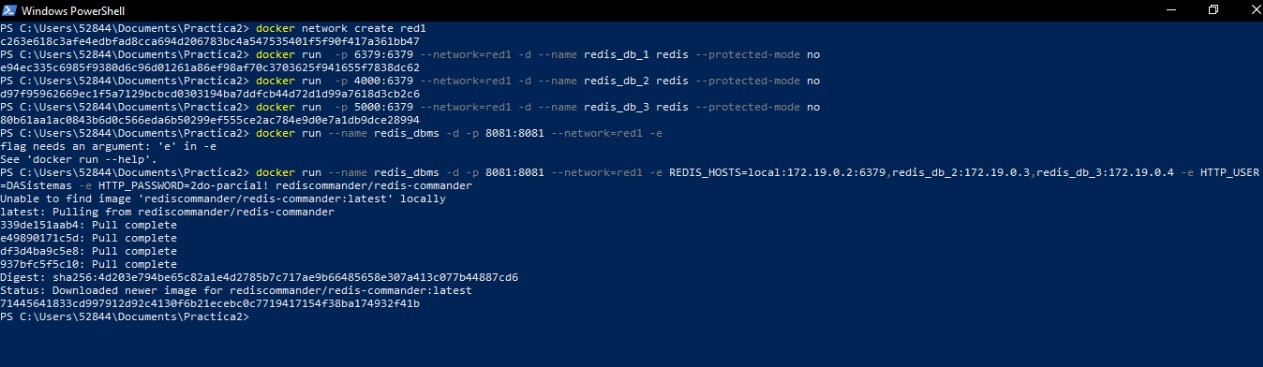 Windows PowerShell
PS C:\Users\52844\Documents\Practica2> docker network create red1
c263e618c3afe4edbfad8cca694d206783bc4a547535401f5f90f417a361bb47
PS C:\Users\52844\Documents\Practica2> docker run  -p 6379:6379 --network=red1 -d --name redis_db_1 redis --protected-mode no
e94ec335c6985f9380d6c96d01261a86ef98af70c3703625f941655f7838dc62
PS C:\Users\52844\Documents\Practica2> docker run  -p 4000:6379 --network=red1 -d --name redis_db_2 redis --protected-mode no
d97f95962669ec1f5a7129bcbcd0303194ba7ddfcb44d72d1d99a7618d3cb2c6
PS C:\Users\52844\Documents\Practica2> docker run  -p 5000:6379 --network=red1 -d --name redis_db_3 redis --protected-mode no
80b61aa1ac0843b6d0c566eda6b50299ef555ce2ac784e9d0e7a1db9dce28994
PS C:\Users\52844\Documents\Practica2> docker run --name redis_dbms -d -p 8081:8081 --network=red1 -e
flag needs an argument: 'e' in -e
See 'docker run --help'.
PS C:\Users\52844\Documents\Practica2> docker run --name redis_dbms -d -p 8081:8081 --network=red1 -e REDIS_HOSTS=local:172.19.0.2:6379,redis_db_2:172.19.0.3,redis_db_3:172.19.0.4 -e HTTP_USER
=DASistemas -e HTTP_PASSWORD=2do-parcial! rediscommander/redis-commander
Unable to find image 'rediscommander/redis-commander:latest' locally
latest: Pulling from rediscommander/redis-commander
339de151aab4: Pull complete
e49890171c5d: Pull complete
df3d4ba9c5e8: Pull complete
937bfc5f5c10: Pull complete
Digest: sha256:4d203e794be65c82a1e4d2785b7c717ae9b66485658e307a413c077b44887cd6
Status: Downloaded newer image for rediscommander/redis-commander:latest
71445641833cd997912d92c4130f6b21ecebc0c7719417154f38ba174932f41b
PS C:\Users\52844\Documents\Practica2>